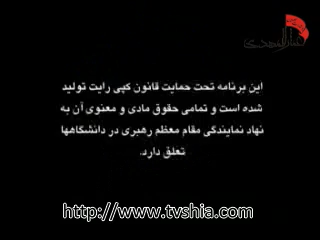 این برنامه تحت حمایت قانون کپی رایت تولید
شده است و تمامی حقوق مادی و معنوی آن به
نهاد نمایندگی مقام معظم رهبری در دانشگاهها
تعلق دارد.
http://www.tvshia.com